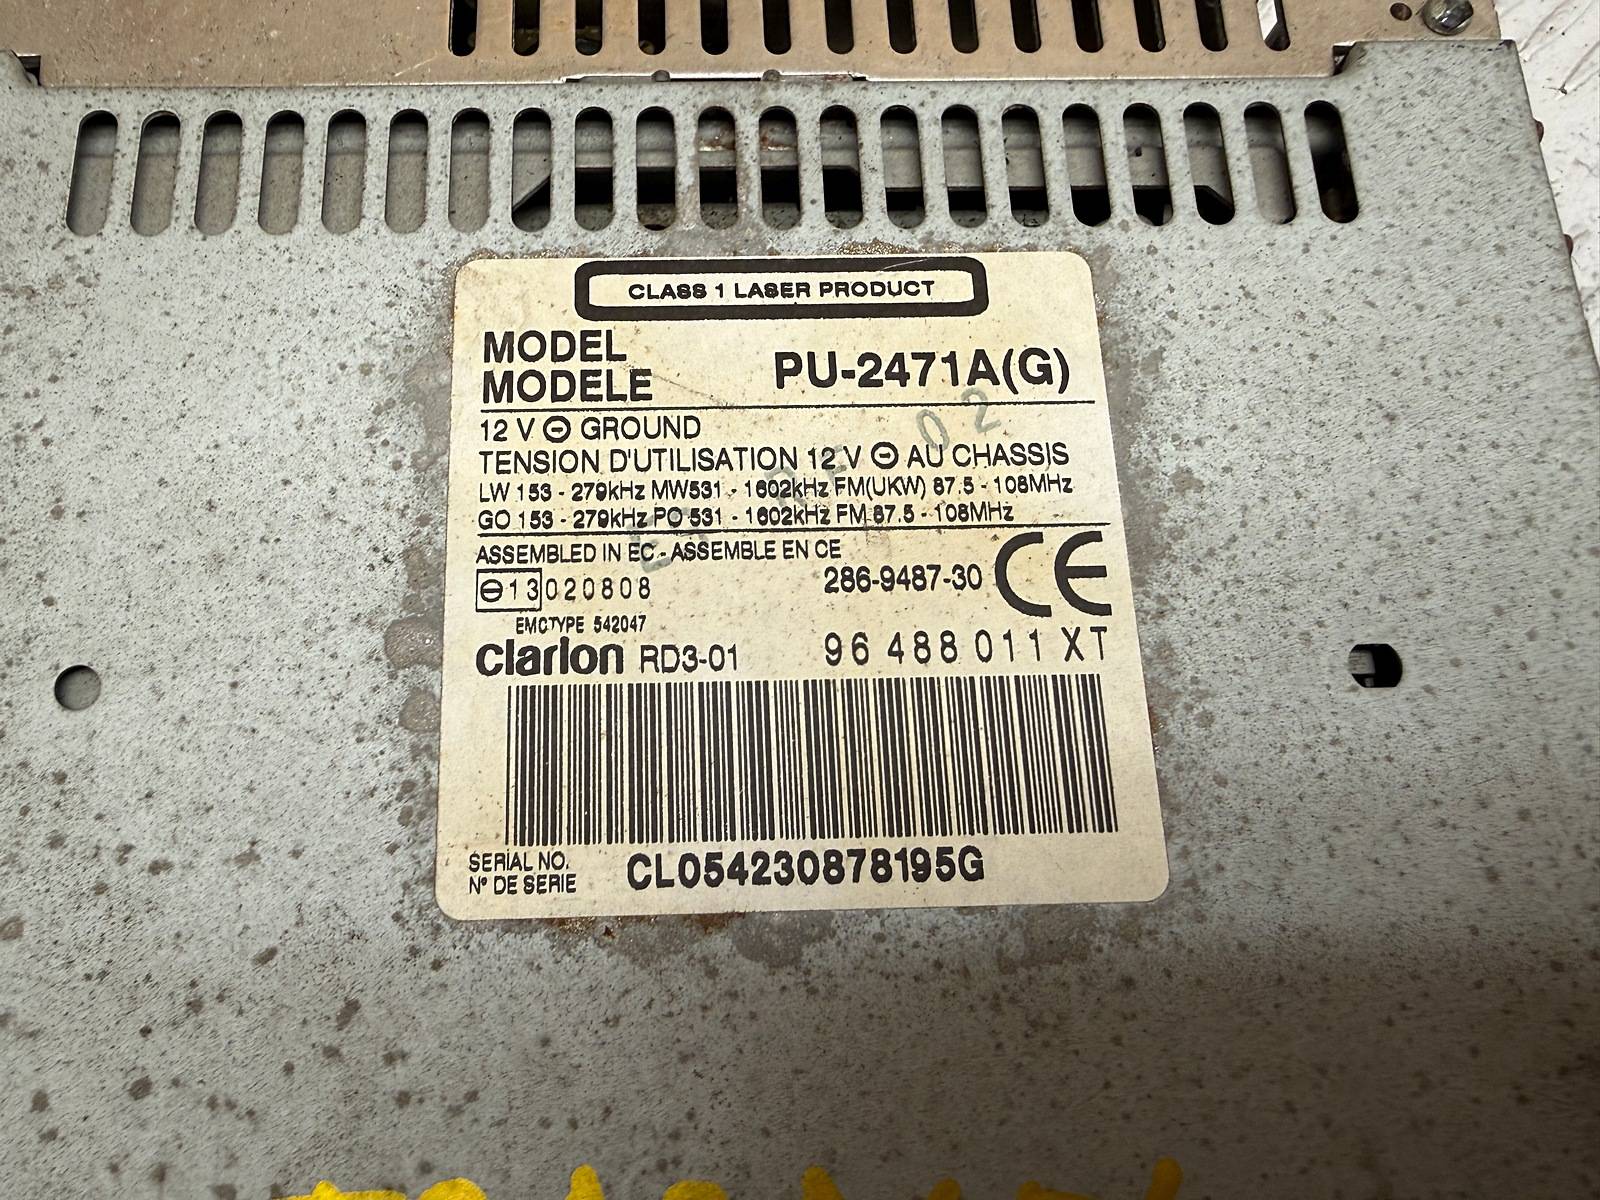 CLASS 1 LASER PRODUCT
MODEL
MODELE PU-2471A(G)
12 V ⊖ GROUND
TENSION D'UTILISATION 12 V ⊖ AU CHASSIS
LW 153 - 279kHz MW531 - 1602kHz FM(UKW) 87.5 - 108MHz
GO 153 - 279kHz PO 531 - 1602kHz FM 87.5 - 108MHz
ASSEMBLED IN EC - ASSEMBLE EN CE
⊖13 020808 286-9487-30 CE
EMCTYPE 542047
clarion RD3-01 96 488 011 XT
SERIAL NO.
N° DE SERIE CL054230878195G